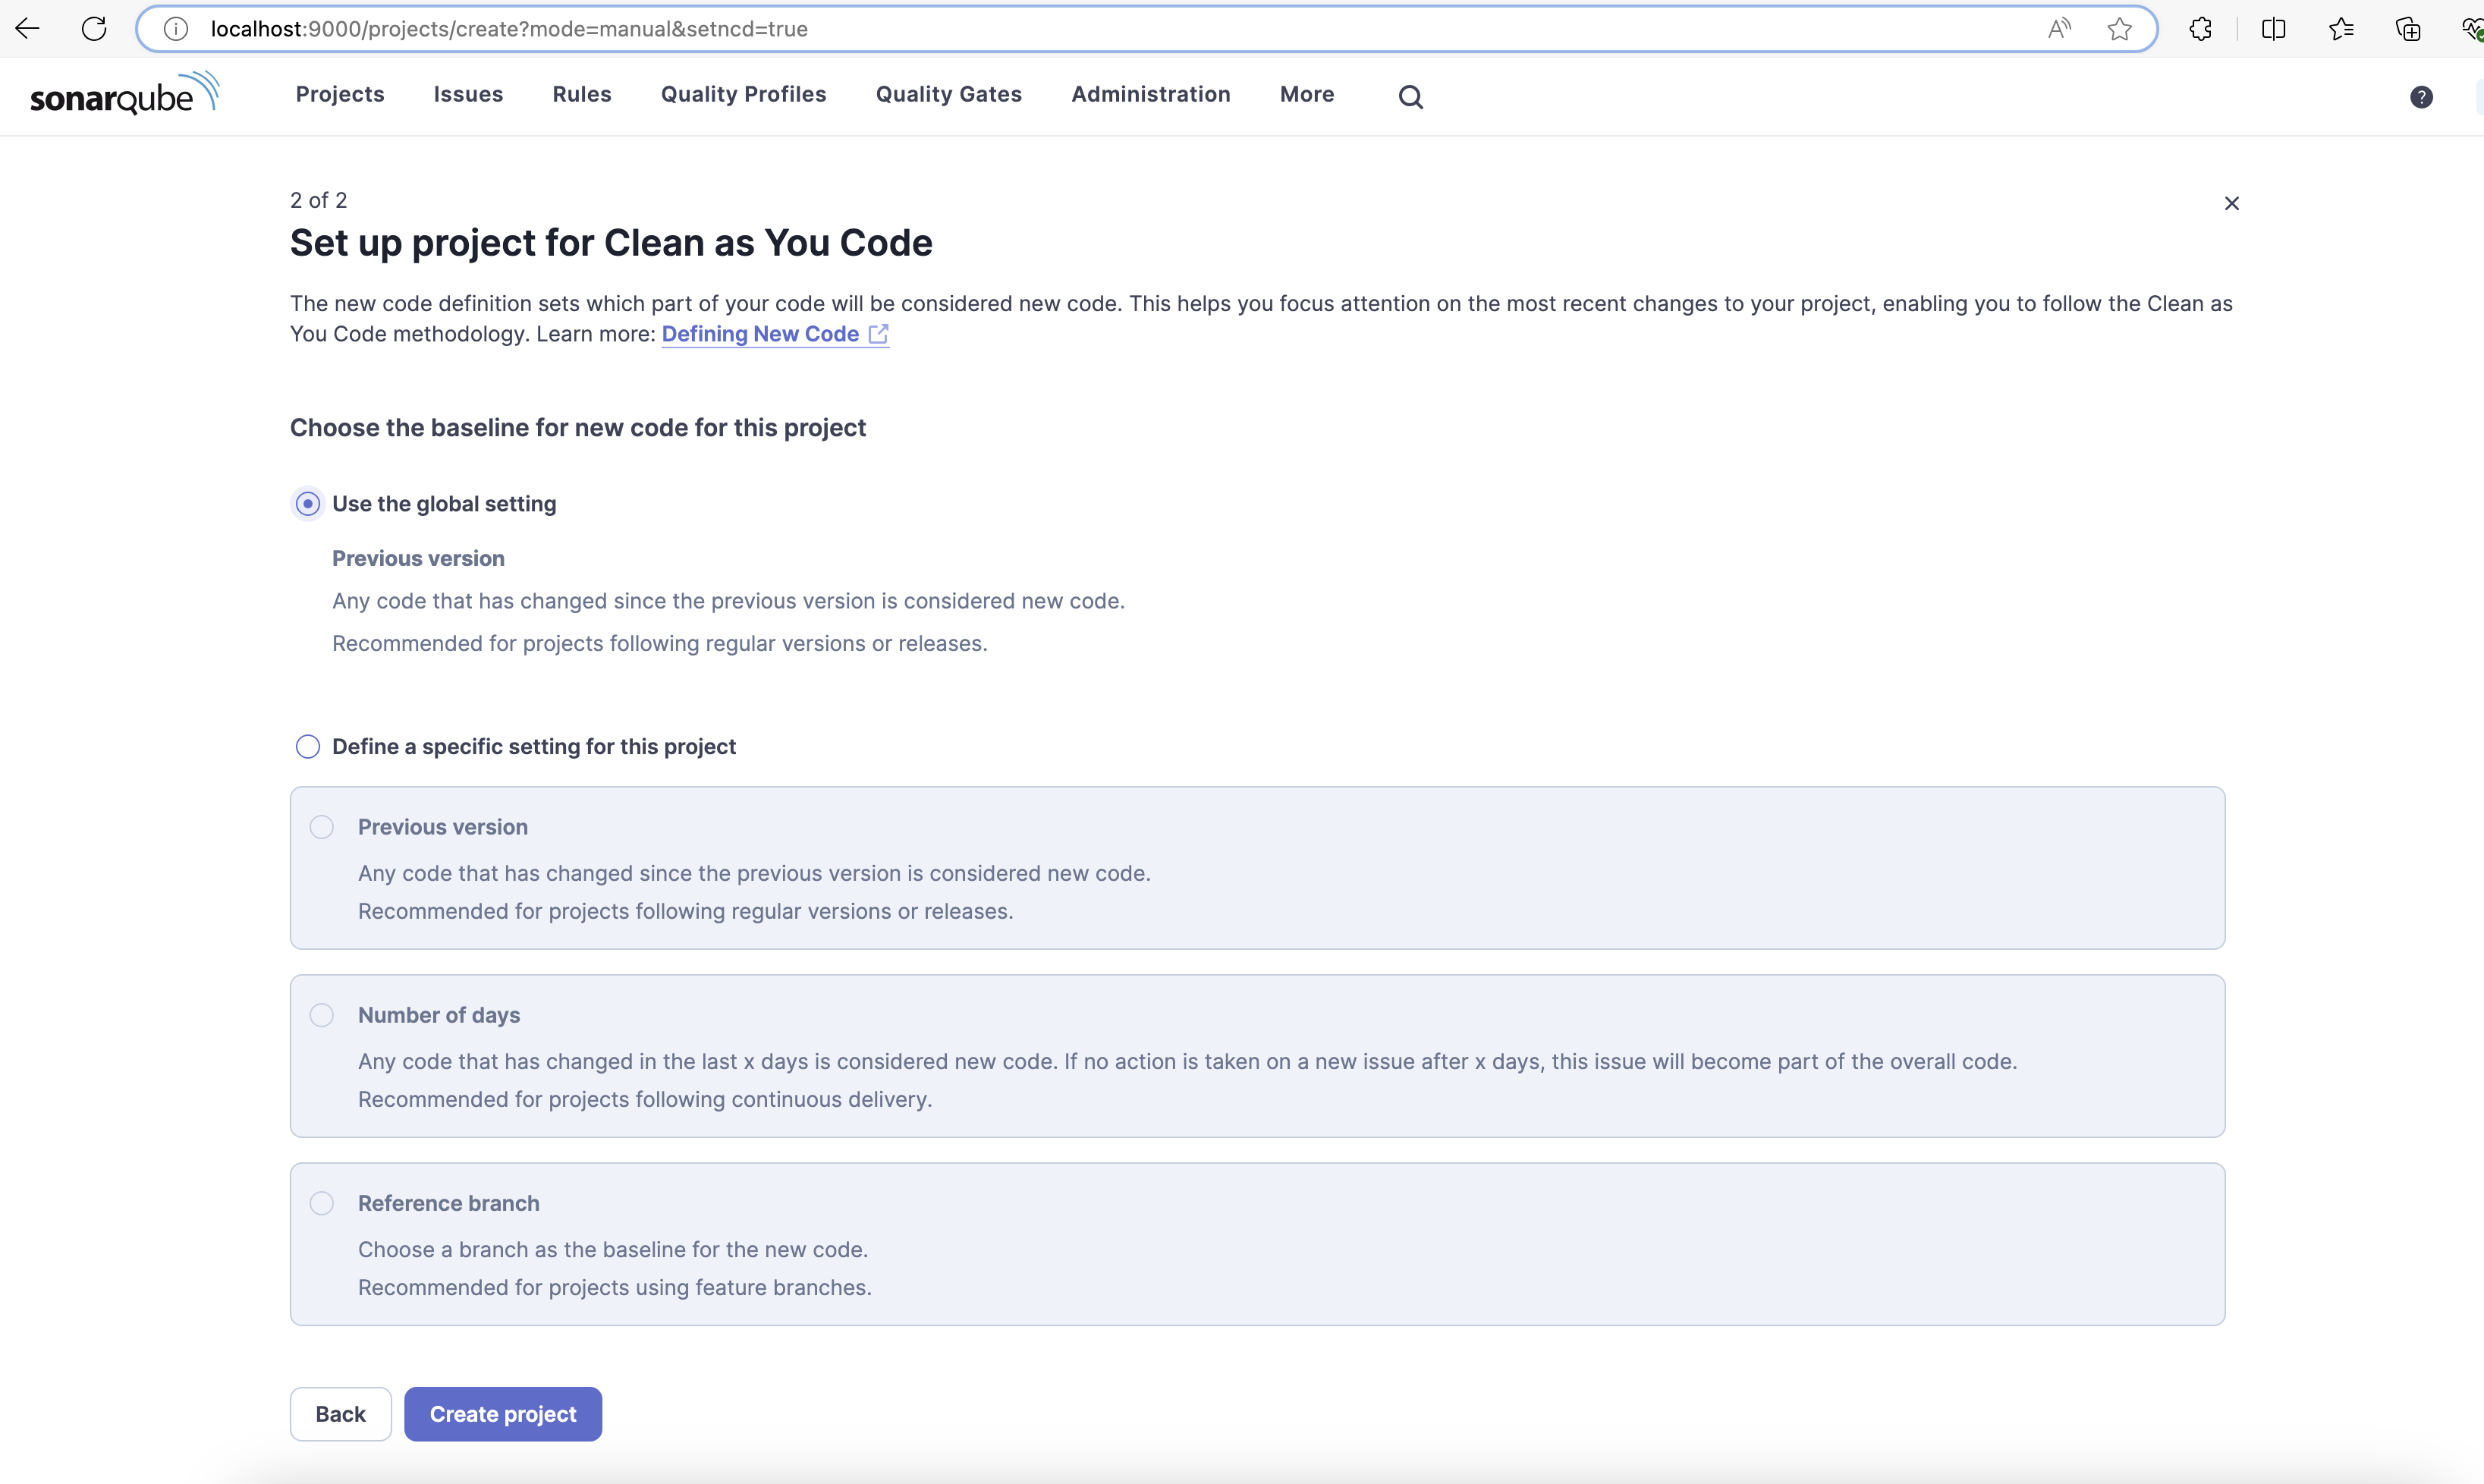 localhost:9000/projects/create?mode=manual&setncd=true
sonarqube
Projects Issues Rules Quality Profiles Quality Gates Administration More
2 of 2
Set up project for Clean as You Code
The new code definition sets which part of your code will be considered new code. This helps you focus attention on the most recent changes to your project, enabling you to follow the Clean as
You Code methodology. Learn more: Defining New Code
Choose the baseline for new code for this project
Use the global setting
Previous version
Any code that has changed since the previous version is considered new code.
Recommended for projects following regular versions or releases.
Define a specific setting for this project
Previous version
Any code that has changed since the previous version is considered new code.
Recommended for projects following regular versions or releases.
Number of days
Any code that has changed in the last x days is considered new code. If no action is taken on a new issue after x days, this issue will become part of the overall code.
Recommended for projects following continuous delivery.
Reference branch
Choose a branch as the baseline for the new code.
Recommended for projects using feature branches.
Back Create project